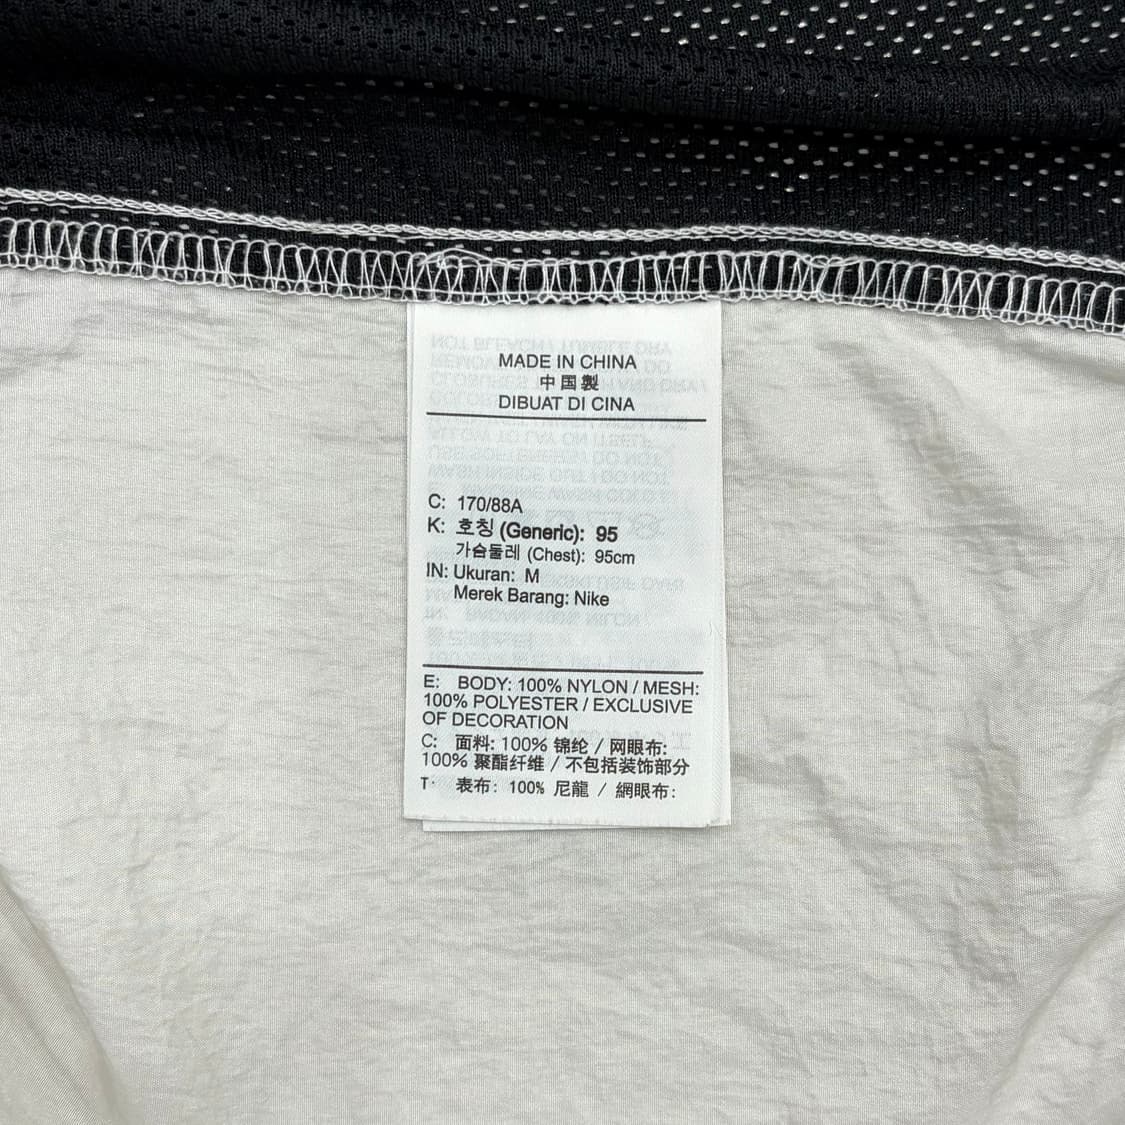 MADE IN CHINA
中国製
DIBUAT DI CINA
C: 170/88A
K: 호칭 (Generic): 95
가슴둘레 (Chest): 95cm
IN: Ukuran: M
Merek Barang: Nike
E: BODY: 100% NYLON / MESH:
100% POLYESTER / EXCLUSIVE
OF DECORATION
C: 面料: 100% 锦纶 / 网眼布:
100% 聚酯纤维 / 不包括装饰部分
T: 表布: 100% 尼龍 / 網眼布: